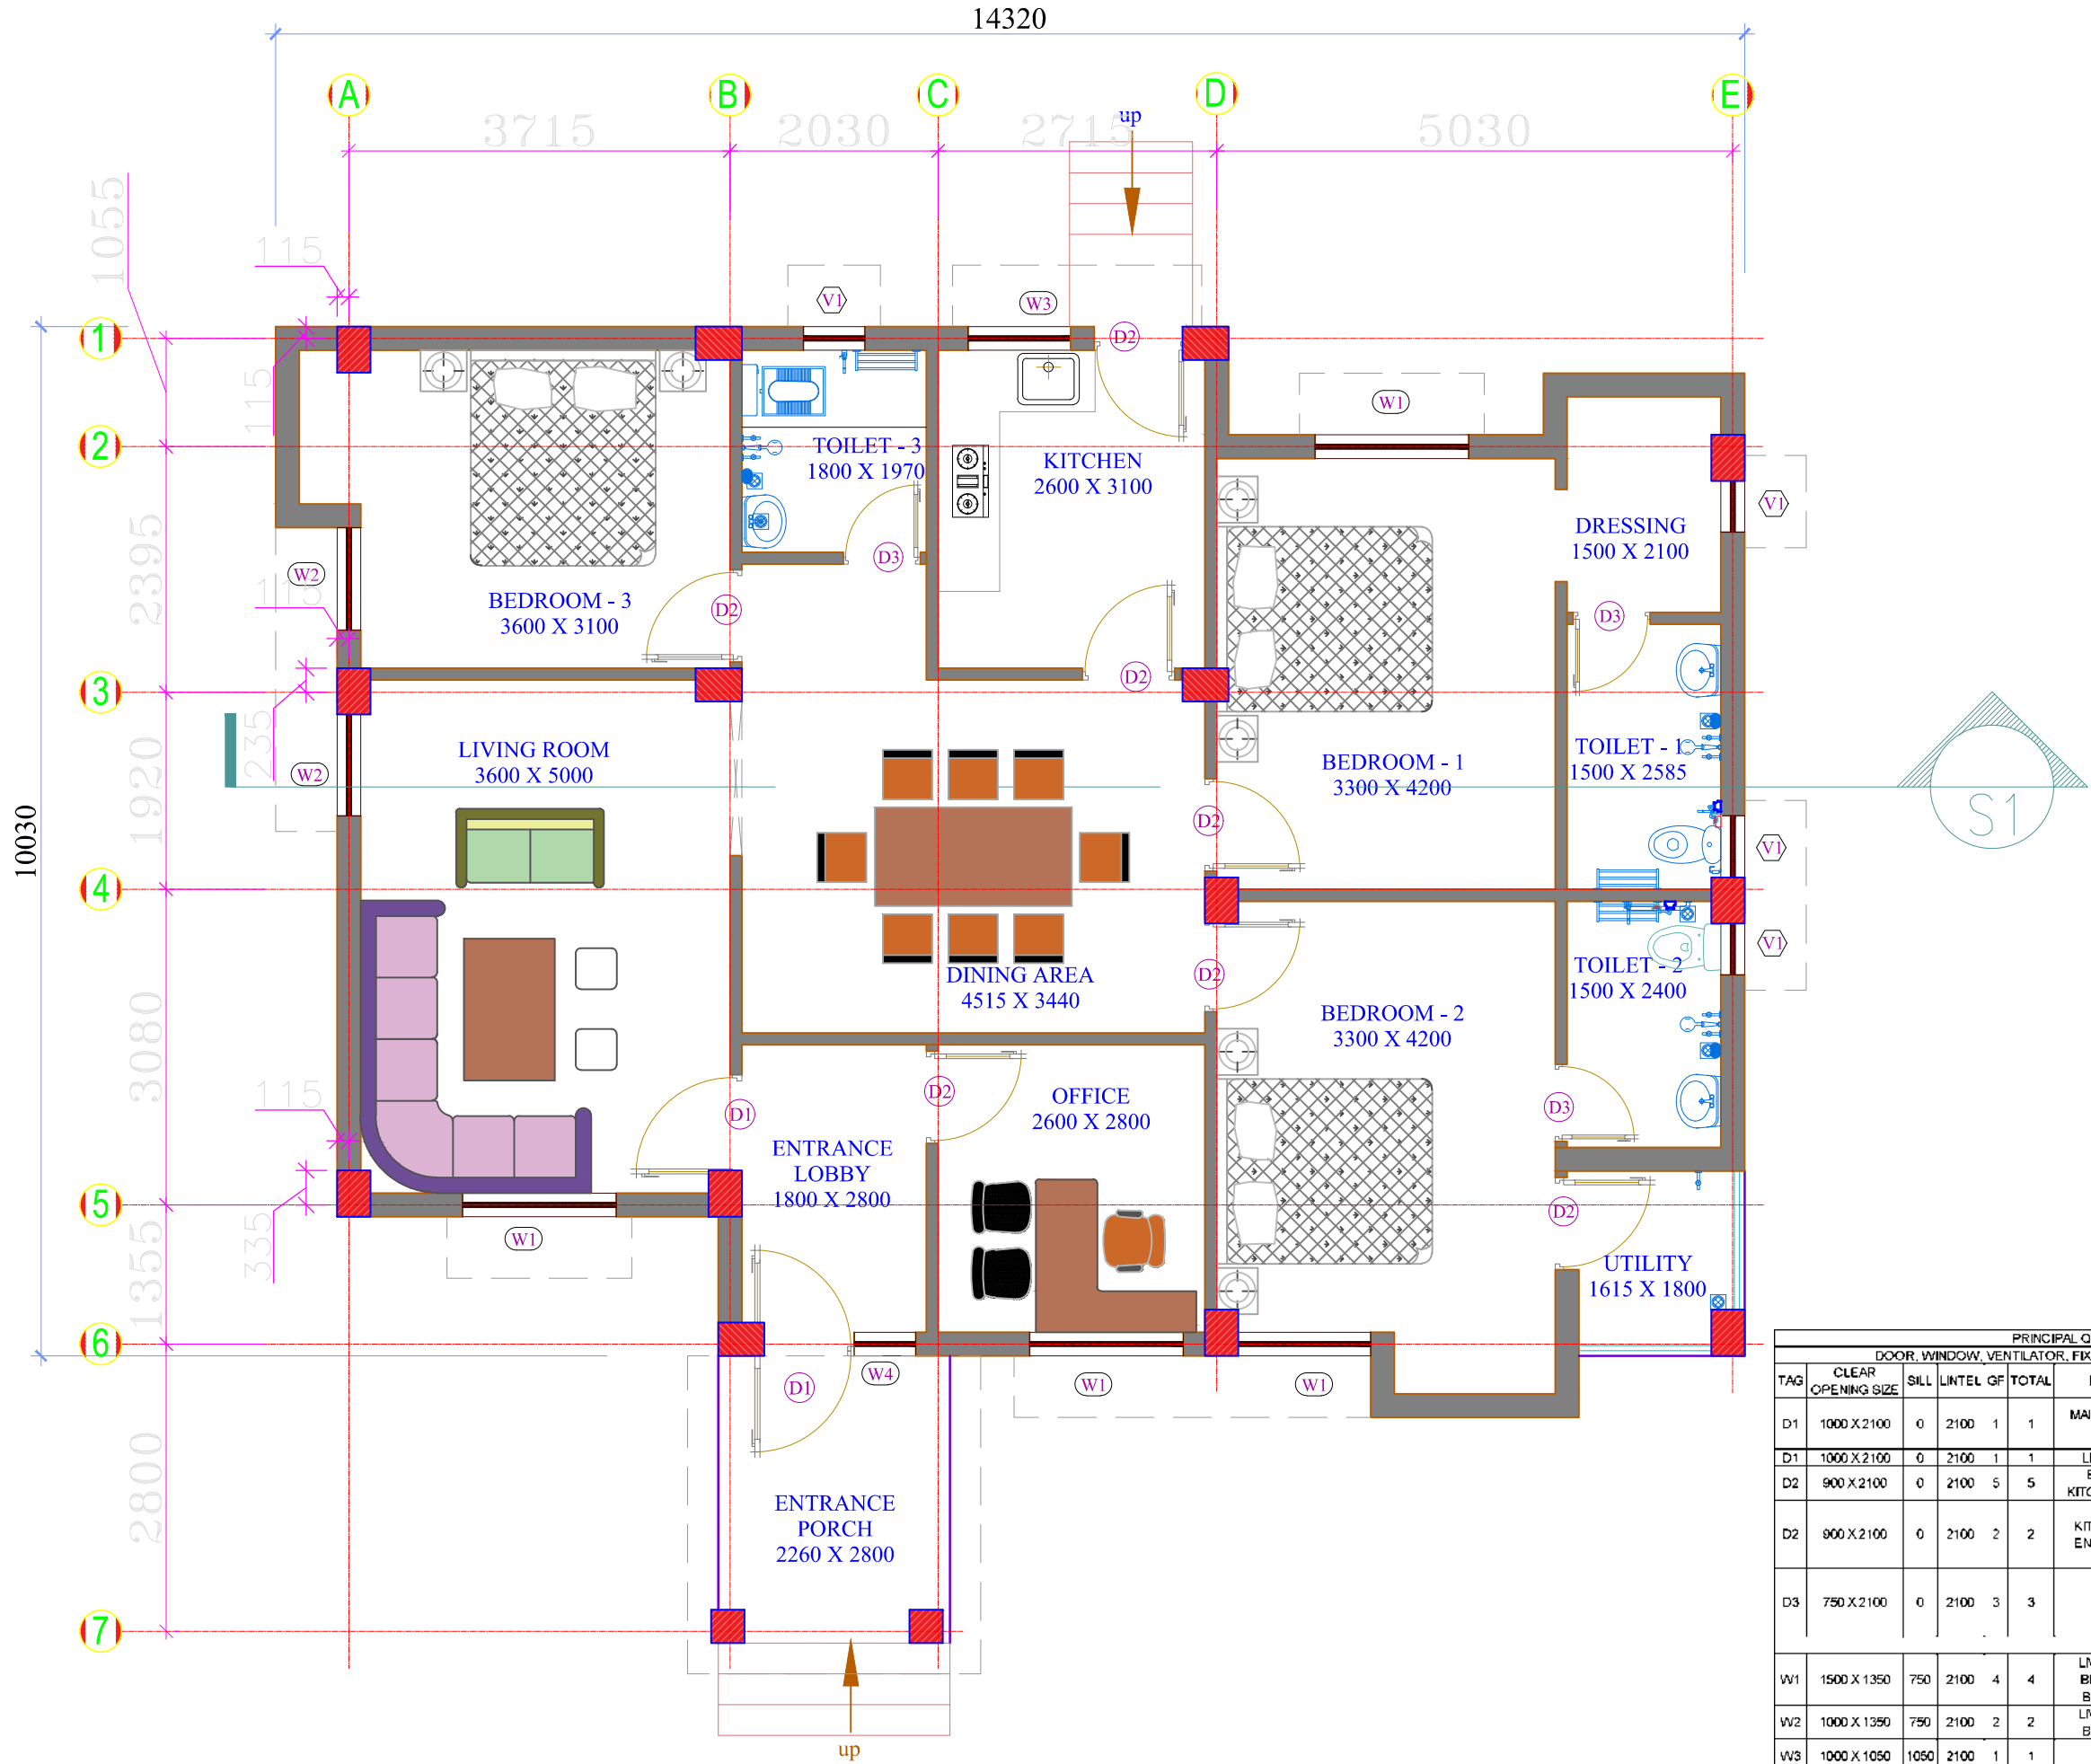 14320
A B C D E
3715 2030 2715 5030
up
1055
115
1
V1
W3
D2
115
W1
2
TOILET - 3
1800 X 1970
KITCHEN
2600 X 3100
V1
DRESSING
1500 X 2100
2395
D3
W2
115
BEDROOM - 3
3600 X 3100
D2
D3
D2
3
235
LIVING ROOM
3600 X 5000
W2
1920
TOILET - 1
1500 X 2585
BEDROOM - 1
3300 X 4200
S1
D2
10030
V1
4
V1
DINING AREA
4515 X 3440
D2
TOILET - 2
1500 X 2400
BEDROOM - 2
3300 X 4200
3080
115
D1
D2
OFFICE
2600 X 2800
D3
ENTRANCE
LOBBY
1800 X 2800
5
335
W1
D2
1355
UTILITY
1615 X 1800
6
D1
W4
W1
W1
2800
ENTRANCE
PORCH
2260 X 2800
7
up
DOOR, WINDOW, VENTILATOR,
TAG CLEAR OPENING SIZE SILL LINTEL GF TOTAL
D1 1000 X 2100 0 2100 1 1
D1 1000 X 2100 0 2100 1 1
D2 900 X 2100 0 2100 5 5
D2 900 X 2100 0 2100 2 2
D3 750 X 2100 0 2100 3 3
W1 1500 X 1350 750 2100 4 4
W2 1000 X 1350 750 2100 2 2
W3 1000 X 1050 1050 2100 1 1